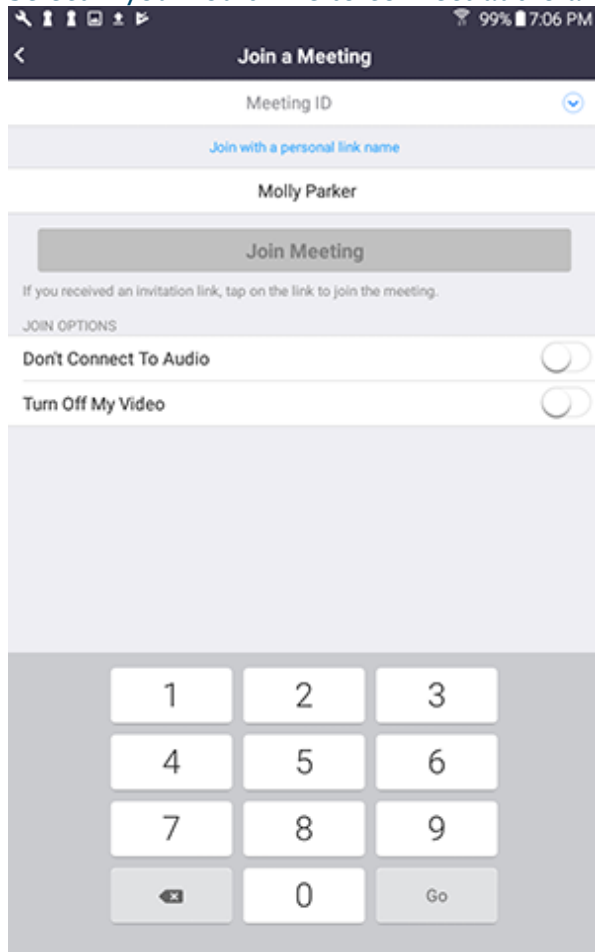 99% 7:06 PM
Join a Meeting
Meeting ID
Join with a personal link name
Molly Parker
Join Meeting
If you received an invitation link, tap on the link to join the meeting.
JOIN OPTIONS
Don't Connect To Audio
Turn Off My Video
1 2 3
4 5 6
7 8 9
0 Go